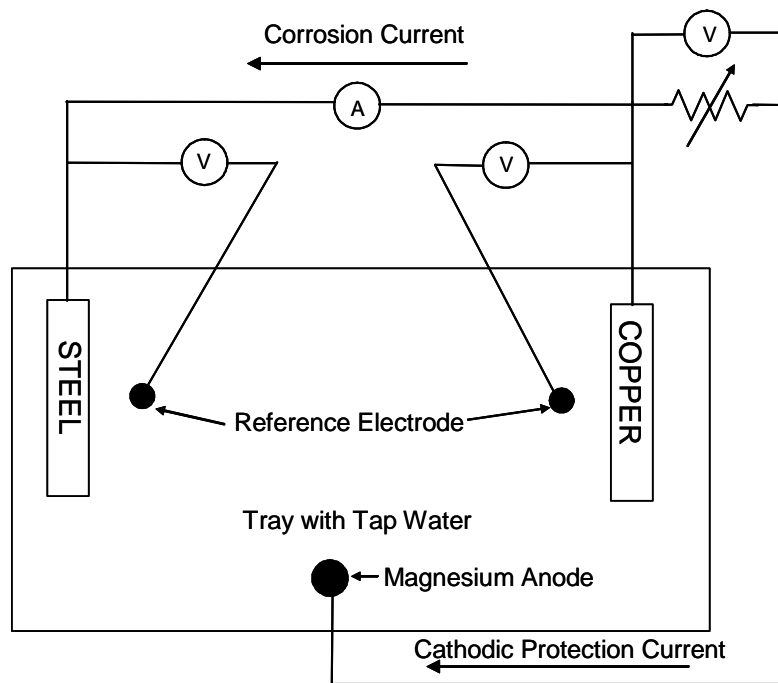 Corrosion Current
V
A
V
V
STEEL
COPPER
Reference Electrode
Tray with Tap Water
Magnesium Anode
Cathodic Protection Current